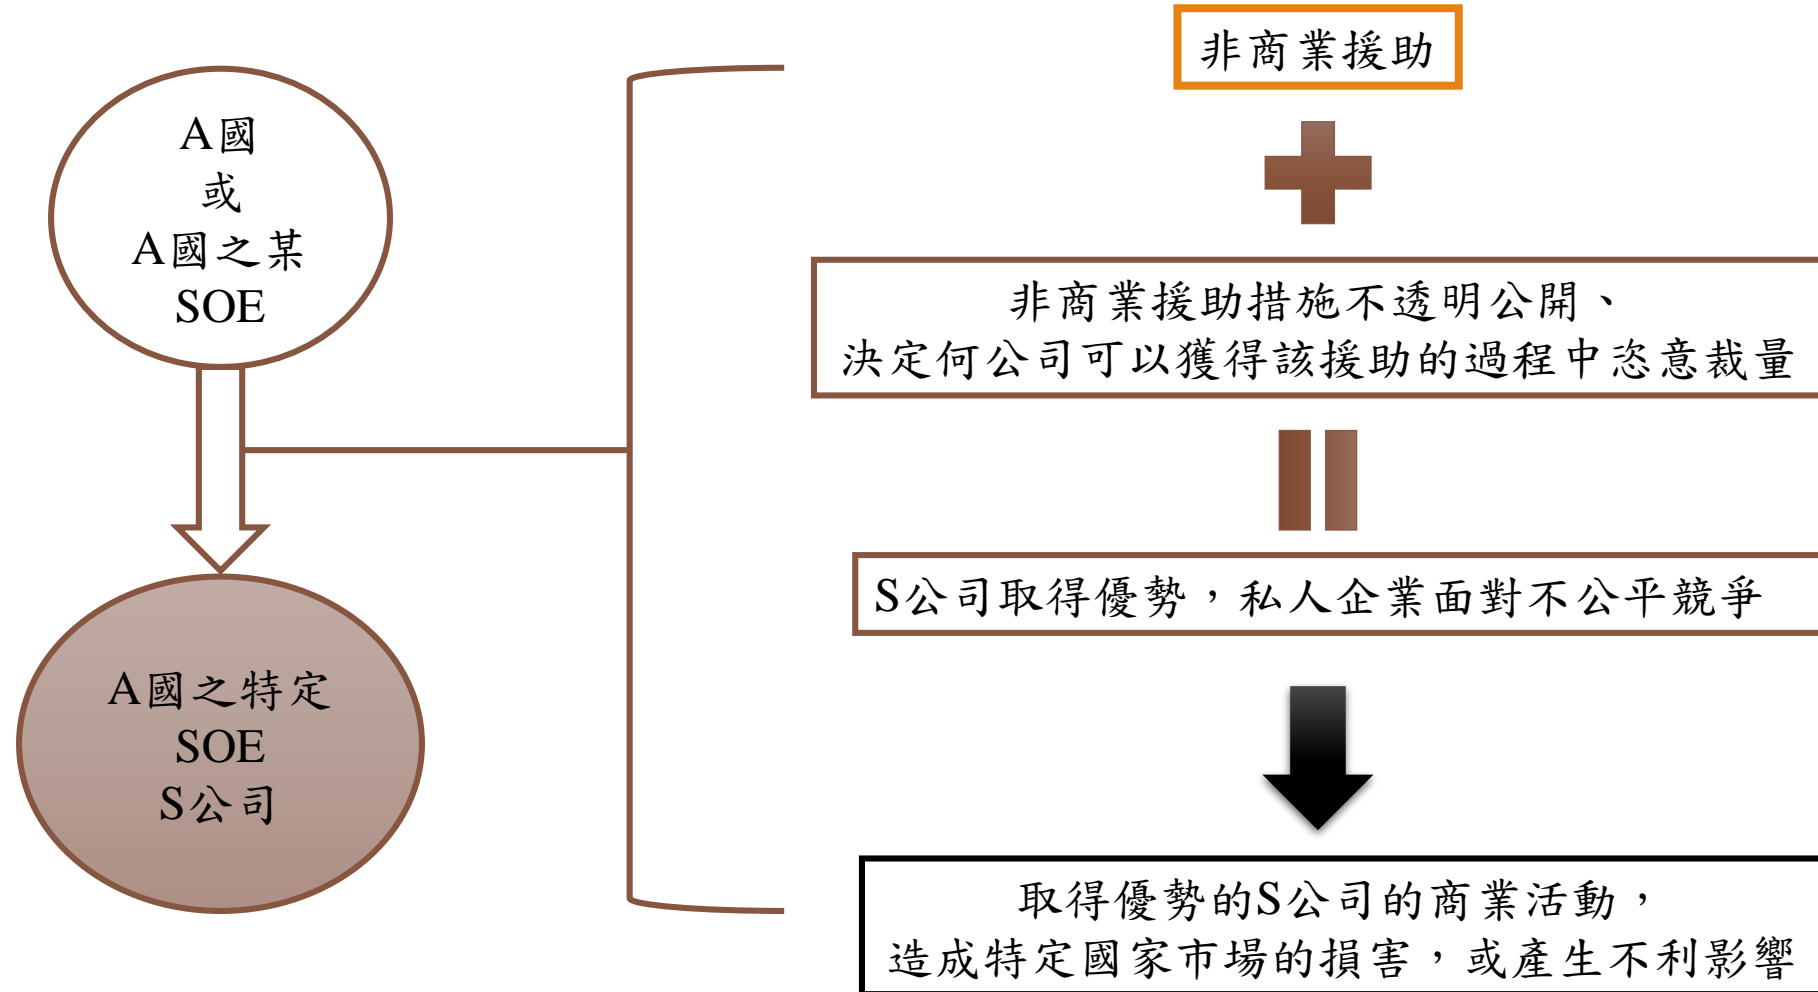 A國
或
A國之某
SOE
A國之特定
SOE
S公司
非商業援助
非商業援助措施不透明公開、
決定何公司可以獲得該援助的過程中恣意裁量
S公司取得優勢，私人企業面對不公平競爭
取得優勢的S公司的商業活動，
造成特定國家市場的損害，或產生不利影響